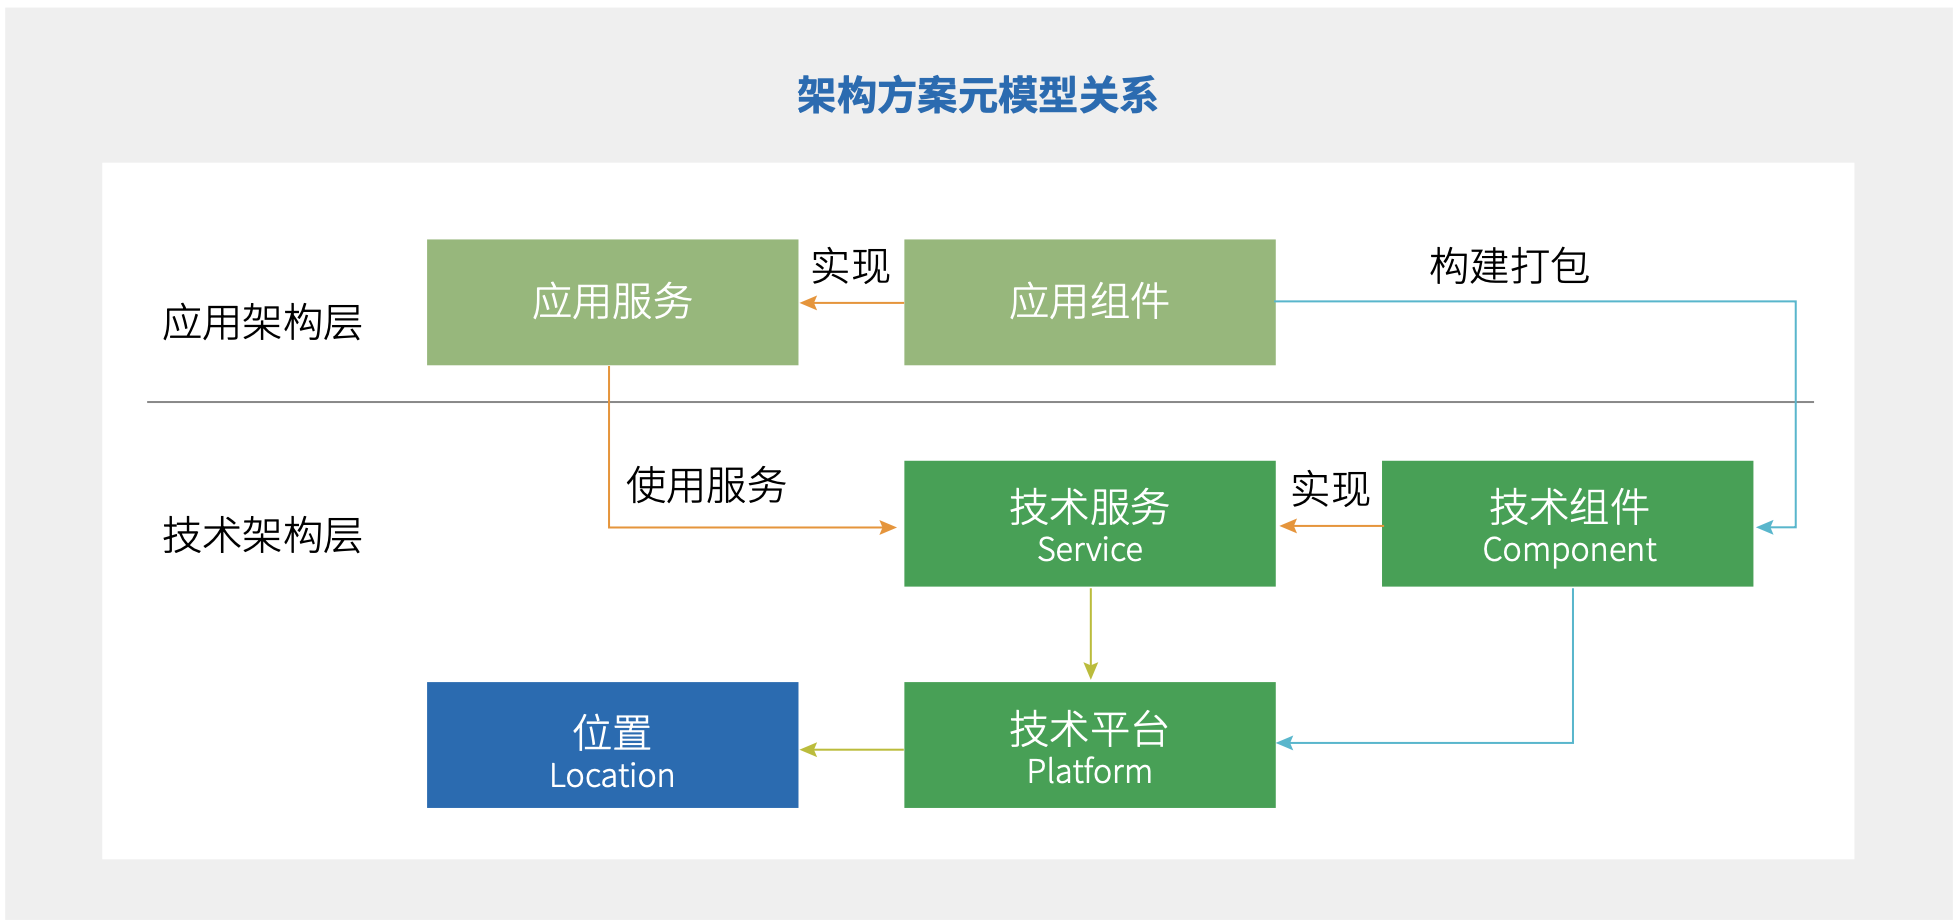 架构方案元模型关系
应用架构层
应用服务
实现
应用组件
构建打包
技术架构层
使用服务
技术服务
Service
实现
技术组件
Component
位置
Location
技术平台
Platform